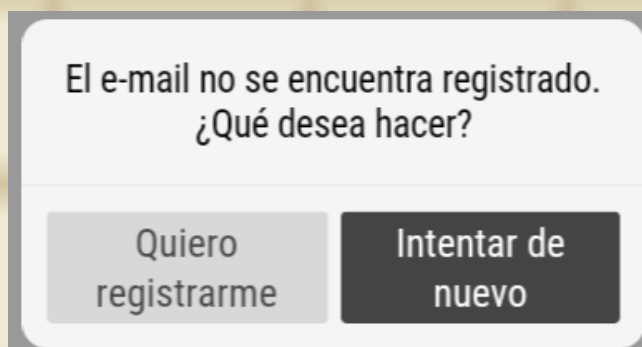 El e-mail no se encuentra registrado.
¿Qué desea hacer?
Quiero
registrarme
Intentar de
nuevo